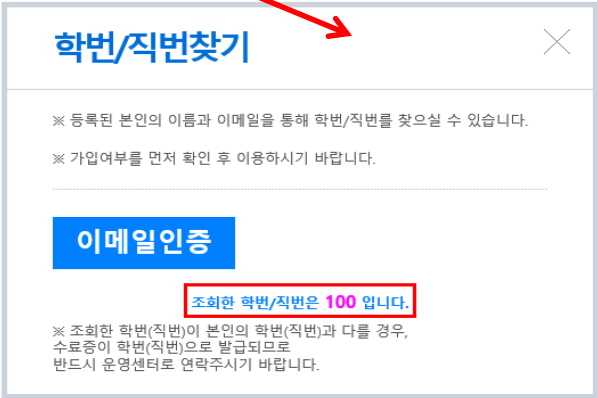 학번/직번찾기
※ 등록된 본인의 이름과 이메일을 통해 학번/직번를 찾으실 수 있습니다.
※ 가입여부를 먼저 확인 후 이용하시기 바랍니다.
이메일인증
조회한 학번/직번은 100 입니다.
※ 조회한 학번(직번)이 본인의 학번(직번)과 다를 경우,
수료증이 학번(직번)으로 발급되므로
반드시 운영센터로 연락주시기 바랍니다.